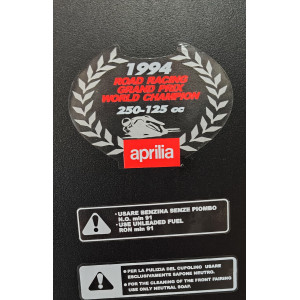 1994
ROAD RACING
GRAND PRIX
WORLD CHAMPION
250-125 cc
aprilia
• USARE BENZINA SENZE PIOMBO
N.O. min 91
• USE UNLEADED FUEL
RON min 91
• PER LA PULIZIA DEL CUPOLINO USARE
ESCLUSIVAMENTE SAPONE NEUTRO.
• FOR THE CLEANING OF THE FRONT FAIRING
USE ONLY NEUTRAL SOAP.